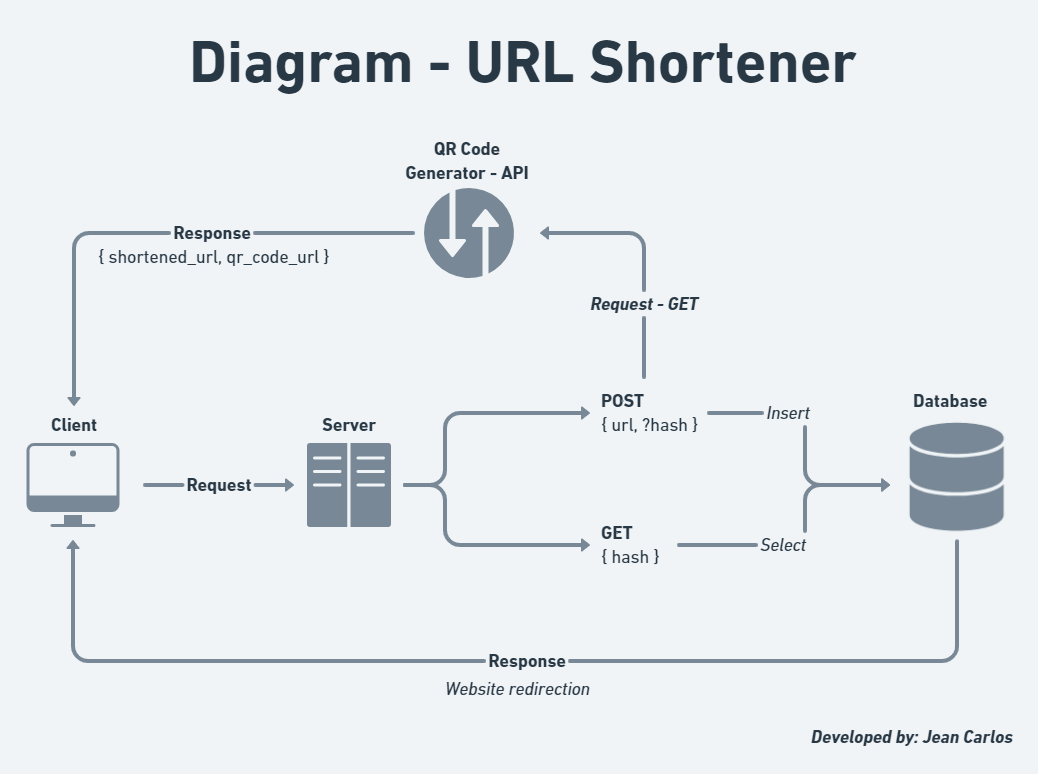 Diagram - URL Shortener
QR Code
Generator - API
Response
{ shortened_url, qr_code_url }
Request - GET
Client
Server
Request
POST
{ url, ?hash }
Insert
Database
GET
{ hash }
Select
Response
Website redirection
Developed by: Jean Carlos